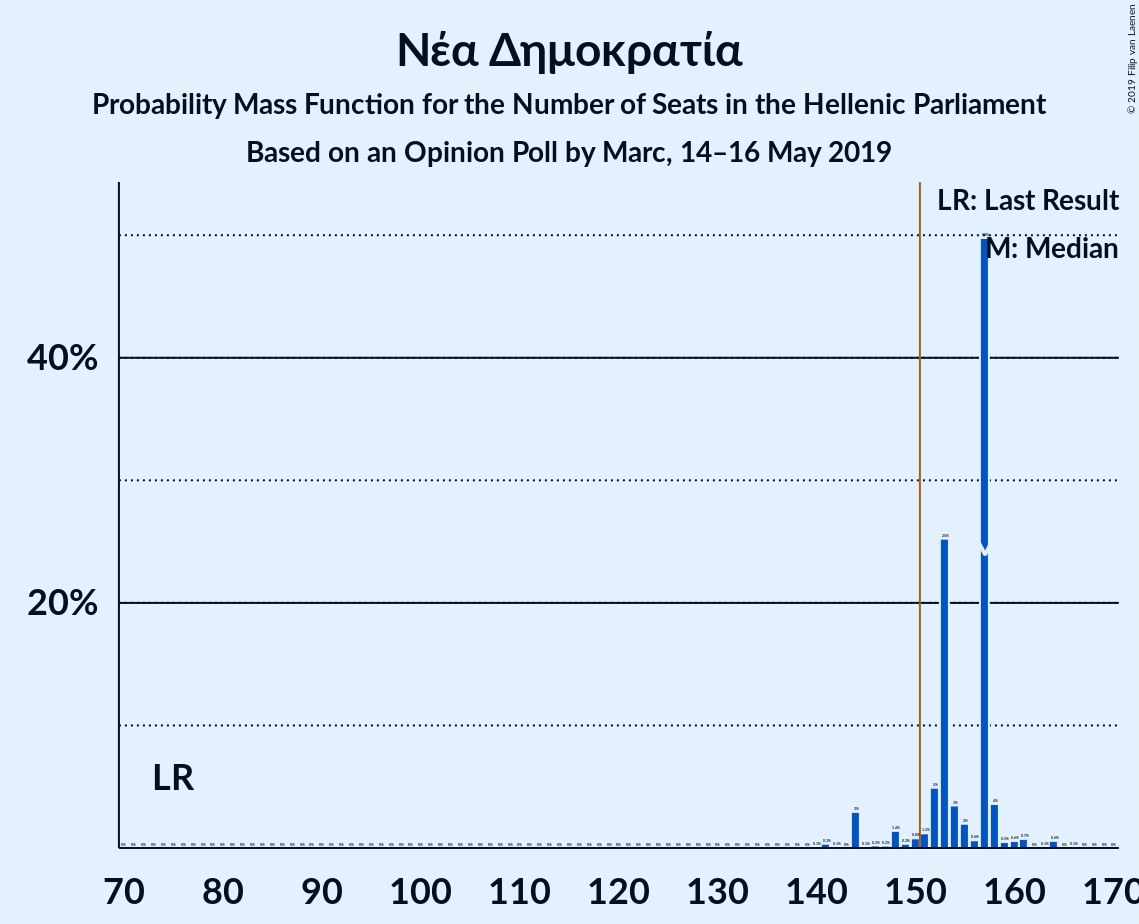 Νέα Δημοκρατία
Probability Mass Function for the Number of Seats in the Hellenic Parliament
Based on an Opinion Poll by Marc, 14–16 May 2019
© 2019 Filip van Laenen
LR: Last Result
M: Median
40%
20%
LR
M
70 80 90 100 110 120 130 140 150 160 170